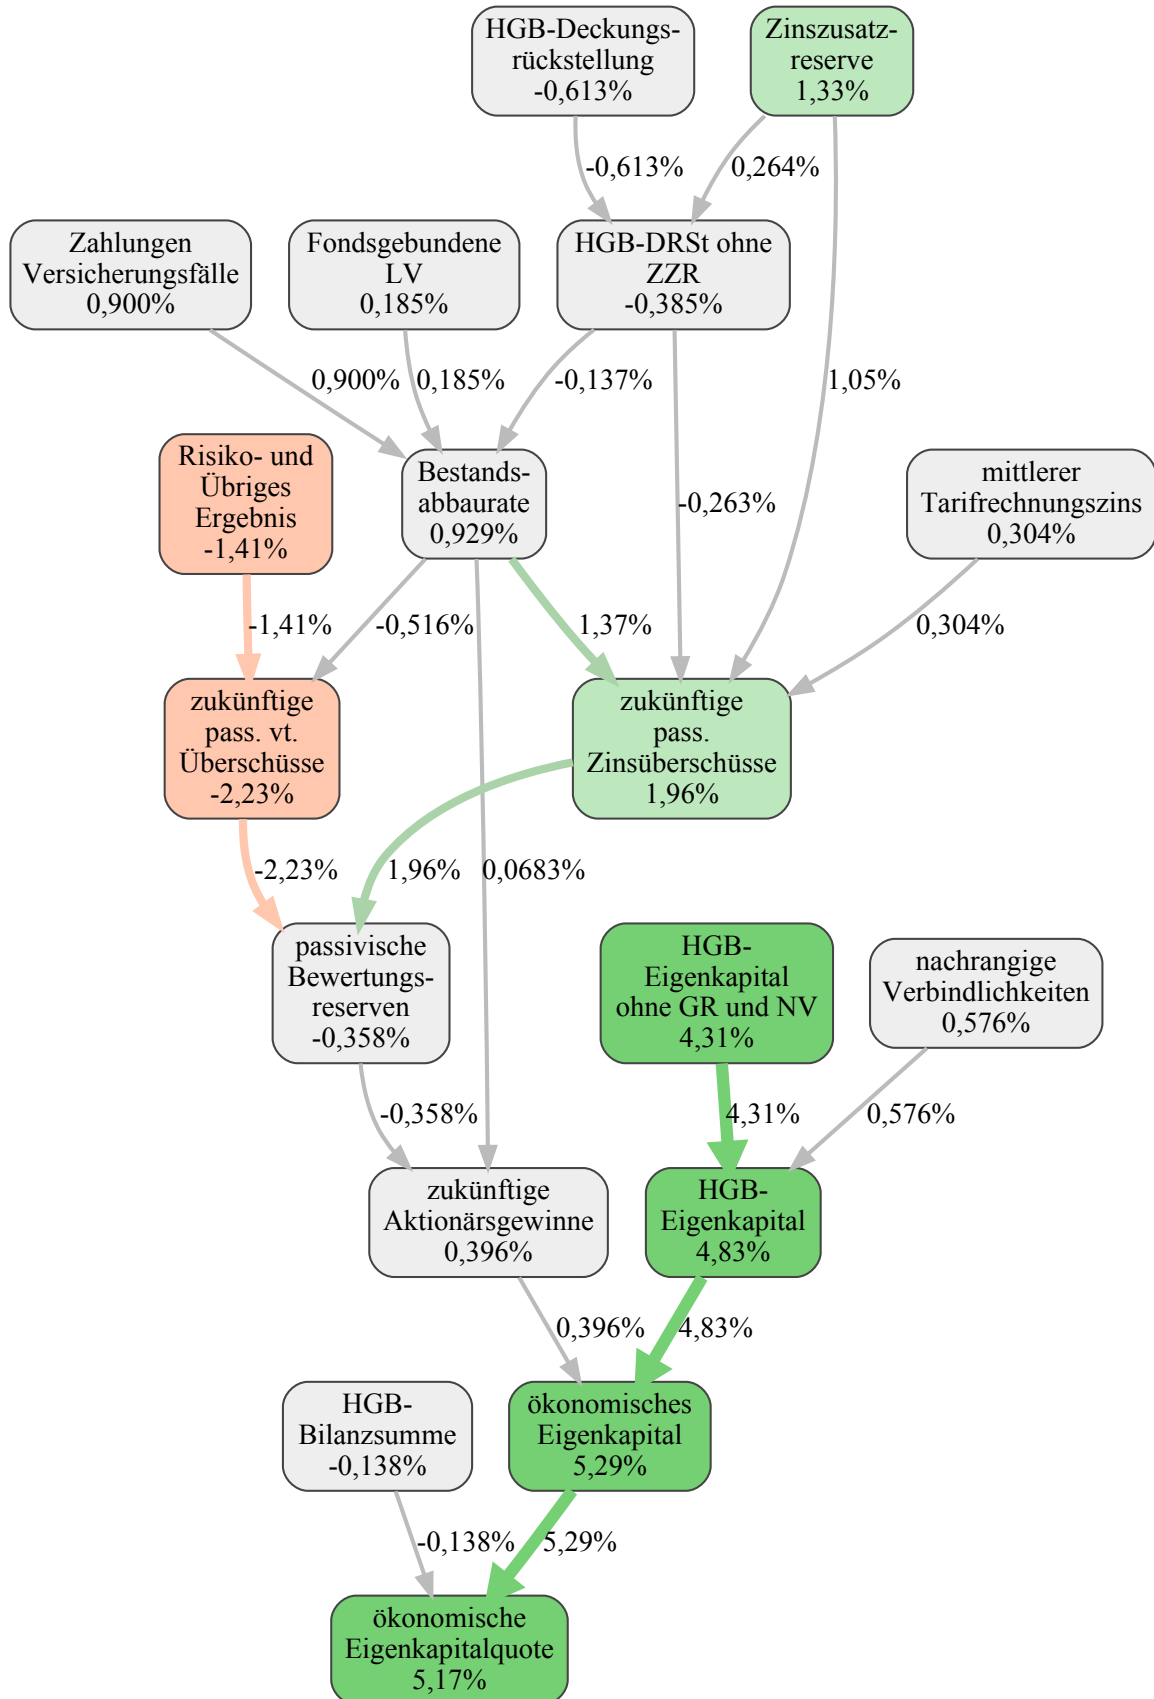 HGB-Deckungs-
rückstellung
-0,613%
Zinszusatz-
reserve
1,33%
-0,613%
0,264%
Zahlungen
Versicherungsfälle
0,900%
Fondsgebundene
LV
0,185%
HGB-DRSt ohne
ZZR
-0,385%
0,900%
0,185%
-0,137%
1,05%
Risiko- und
Übriges
Ergebnis
-1,41%
Bestands-
abbaurate
0,929%
-0,263%
mittlerer
Tarifrechnungszins
0,304%
-1,41%
-0,516%
1,37%
0,304%
zukünftige
pass. vt.
Überschüsse
-2,23%
zukünftige
pass.
Zinsüberschüsse
1,96%
-2,23%
1,96%
0,0683%
passivische
Bewertungs-
reserven
-0,358%
HGB-
Eigenkapital
ohne GR und NV
4,31%
nachrangige
Verbindlichkeiten
0,576%
-0,358%
4,31%
0,576%
zukünftige
Aktionärsgewinne
0,396%
HGB-
Eigenkapital
4,83%
0,396%
4,83%
HGB-
Bilanzsumme
-0,138%
ökonomisches
Eigenkapital
5,29%
-0,138%
5,29%
ökonomische
Eigenkapitalquote
5,17%